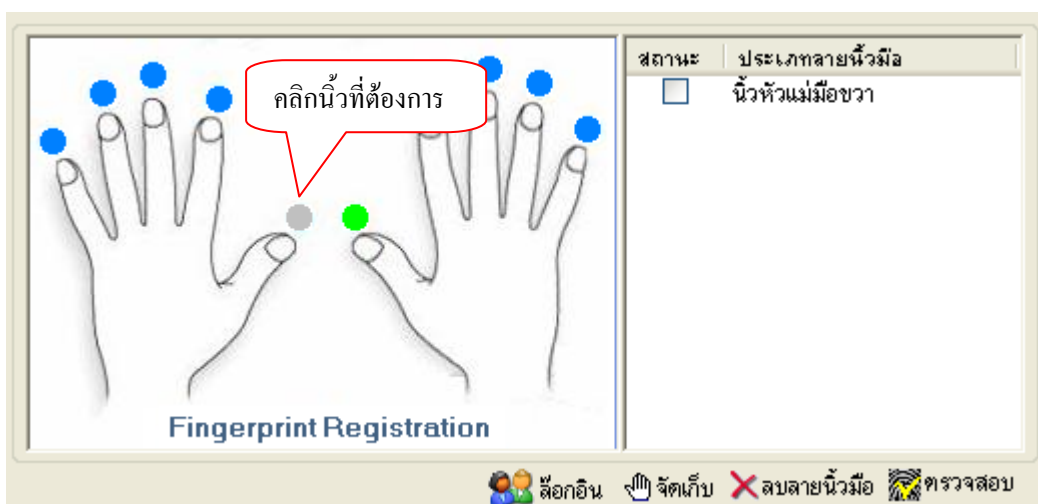 คลิกนิ้วที่ต้องการ
Fingerprint Registration
สถานะ ประเภทลายนิ้วมือ
นิ้วหัวแม่มือขวา
ล๊อกอิน จัดเก็บ ลบลายนิ้วมือ ตรวจสอบ